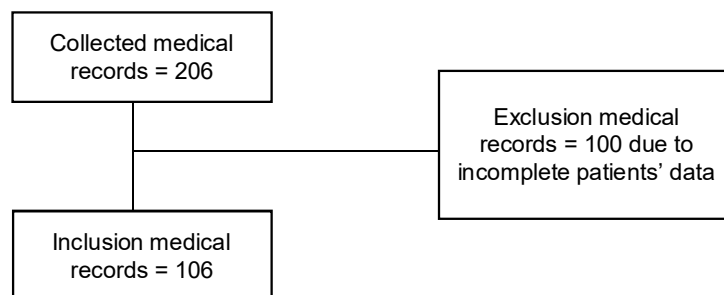 Collected medical
records = 206
Exclusion medical
records = 100 due to
incomplete patients’ data
Inclusion medical
records = 106